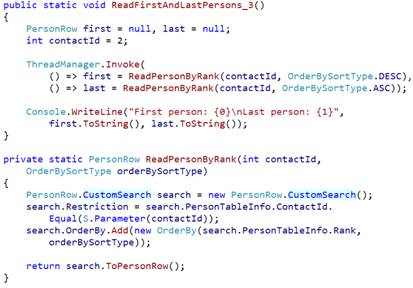 public static void ReadFirstAndLastPersons_3()
{
    PersonRow first = null, last = null;
    int contactId = 2;

    ThreadManager.Invoke(
        () => first = ReadPersonByRank(contactId, OrderBySortType.DESC),
        () => last = ReadPersonByRank(contactId, OrderBySortType.ASC));

    Console.WriteLine("First person: {0}\nLast person: {1}",
        first.ToString(), last.ToString());
}

private static PersonRow ReadPersonByRank(int contactId,
    OrderBySortType orderBySortType)
{
    PersonRow.CustomSearch search = new PersonRow.CustomSearch();
    search.Restriction = search.PersonTableInfo.ContactId.
        Equal(S.Parameter(contactId));
    search.OrderBy.Add(new OrderBy(search.PersonTableInfo.Rank,
        orderBySortType));

    return search.ToPersonRow();
}